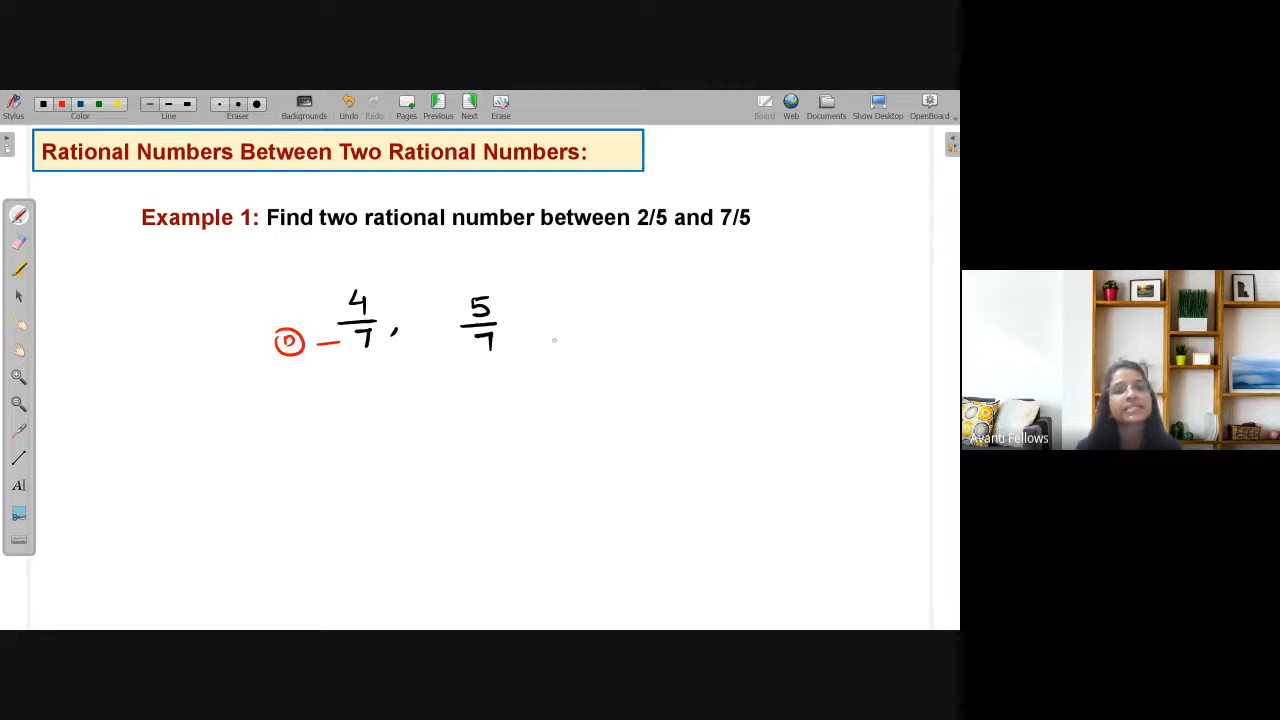 Stylus Color Line Eraser Backgrounds Undo Redo Pages Previous Next Erase Board Web Documents Show Desktop OpenBoard
Rational Numbers Between Two Rational Numbers:
Example 1: Find two rational number between 2/5 and 7/5
4/7, 5/7
0 –
AI
Avanti Fellows